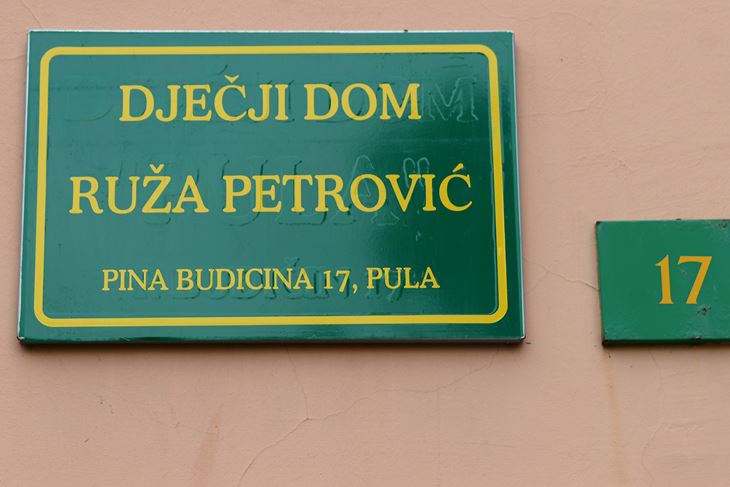 DJEČJI DOM
RUŽA PETROVIĆ
PINA BUDICINA 17, PULA
17